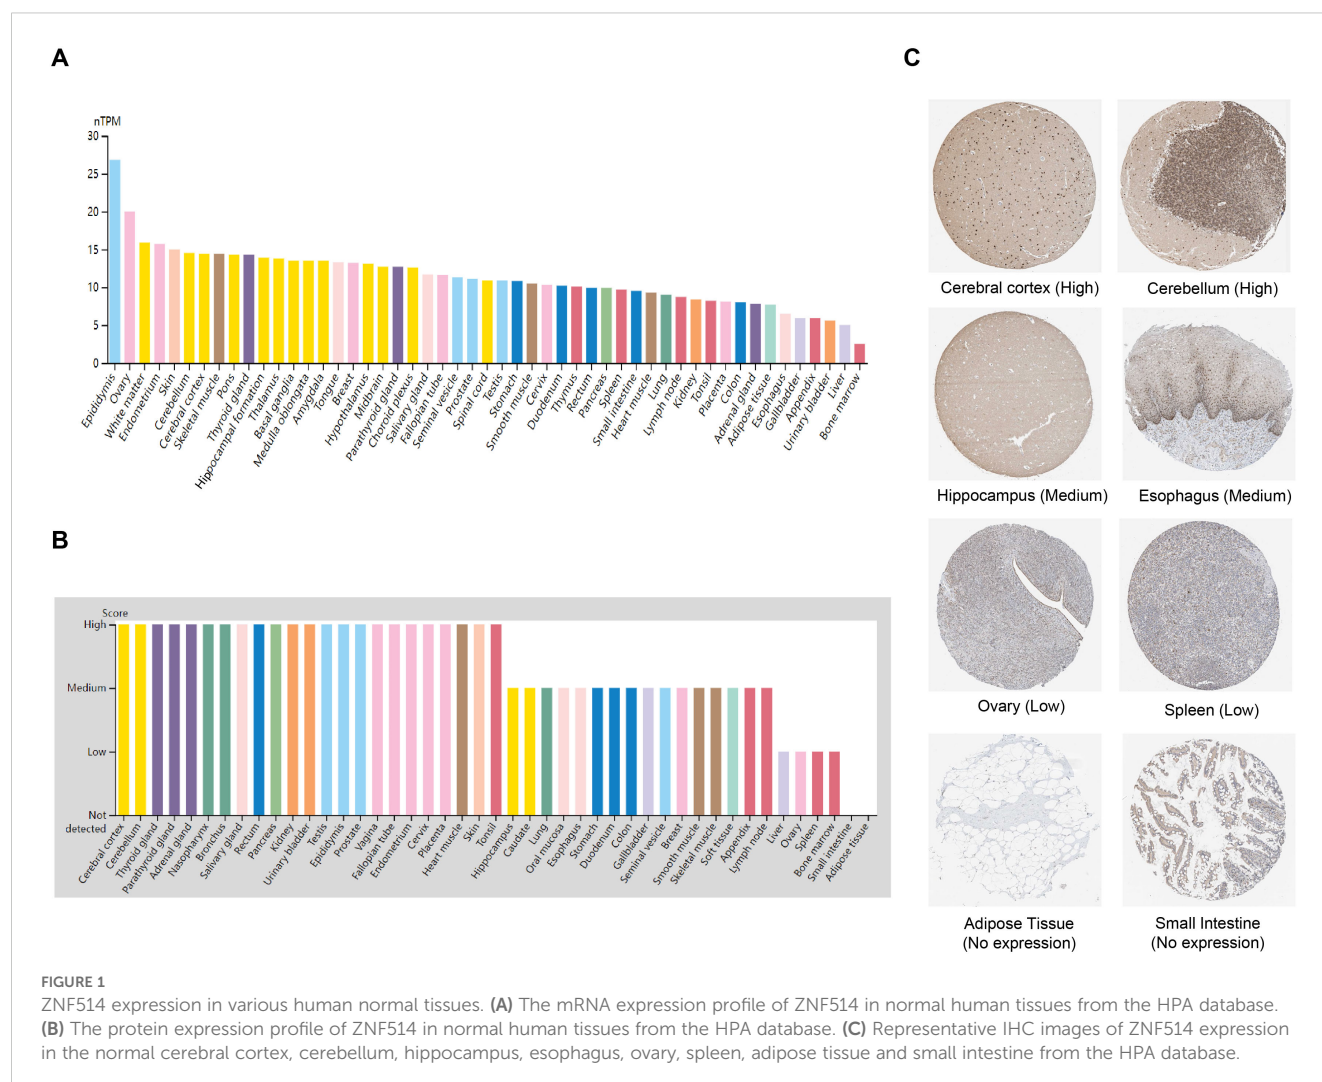 A
nTPM
30
25
20
15
10
5
0
Epididymis
Ovary
White matter
Endometrium
Skin
Cerebellum
Cerebral cortex
Skeletal muscle
Pons
Thyroid gland
Hippocampal formation
Thalamus
Basal ganglia
Medulla oblongata
Amygdala
Tongue
Breast
Hypothalamus
Midbrain
Parathyroid gland
Choroid plexus
Salivary gland
Fallopian tube
Seminal vesicle
Prostate
Spinal cord
Testis
Stomach
Smooth muscle
Cervix
Duodenum
Thymus
Rectum
Pancreas
Spleen
Small intestine
Heart muscle
Lung
Lymph node
Kidney
Tonsil
Placenta
Colon
Adrenal gland
Adipose tissue
Esophagus
Gallbladder
Appendix
Urinary bladder
Liver
Bone marrow
B
Score
High
Medium
Low
Not
detected
Cerebral cortex
Cerebellum
Thyroid gland
Parathyroid gland
Adrenal gland
Nasopharynx
Bronchus
Salivary gland
Rectum
Pancreas
Kidney
Urinary bladder
Testis
Epididymis
Prostate
Vagina
Fallopian tube
Endometrium
Cervix
Placenta
Heart muscle
Skin
Tonsil
Hippocampus
Caudate
Lung
Oral mucosa
Esophagus
Stomach
Duodenum
Colon
Gallbladder
Seminal vesicle
Breast
Smooth muscle
Skeletal muscle
Soft tissue
Appendix
Lymph node
Liver
Ovary
Spleen
Bone marrow
Small intestine
Adipose tissue
C
Cerebral cortex (High)
Cerebellum (High)
Hippocampus (Medium)
Esophagus (Medium)
Ovary (Low)
Spleen (Low)
Adipose Tissue
(No expression)
Small Intestine
(No expression)
FIGURE 1
ZNF514 expression in various human normal tissues. (A) The mRNA expression profile of ZNF514 in normal human tissues from the HPA database.
(B) The protein expression profile of ZNF514 in normal human tissues from the HPA database. (C) Representative IHC images of ZNF514 expression
in the normal cerebral cortex, cerebellum, hippocampus, esophagus, ovary, spleen, adipose tissue and small intestine from the HPA database.